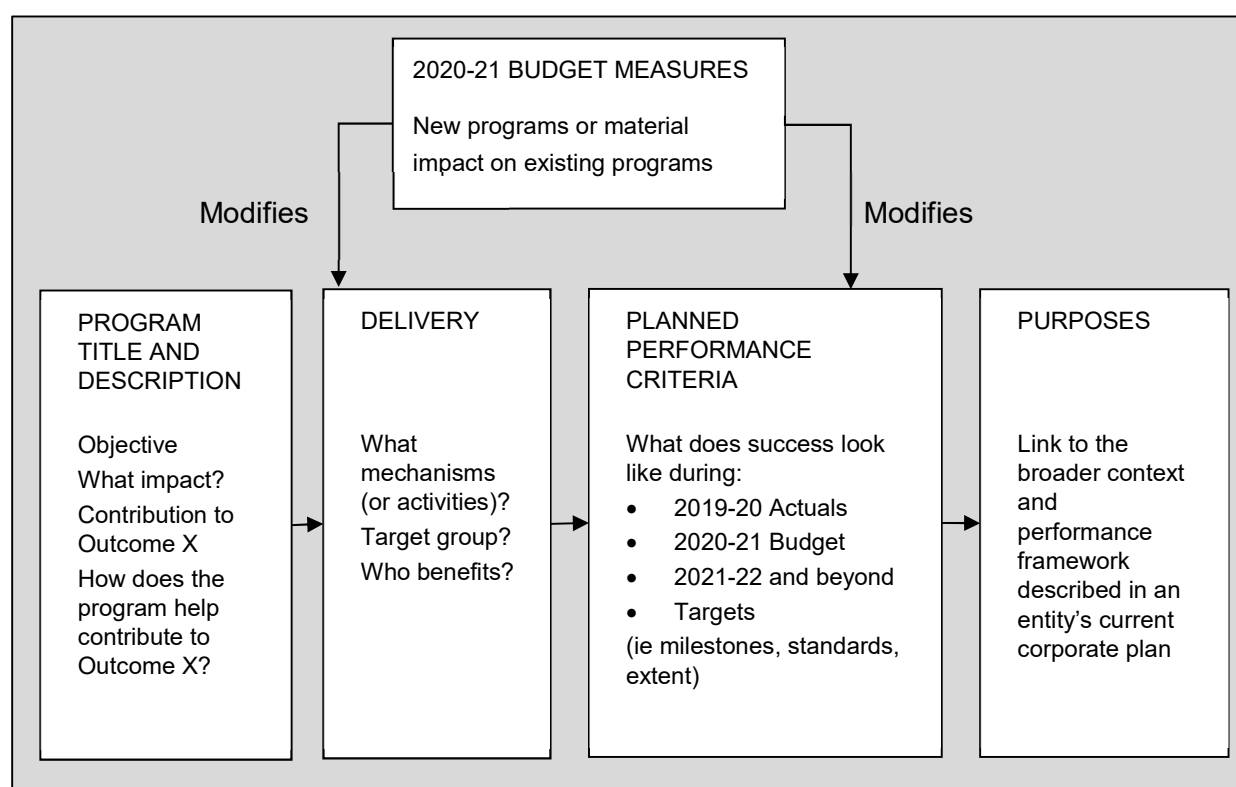 2020-21 BUDGET MEASURES
New programs or material
impact on existing programs
Modifies
Modifies
PROGRAM
TITLE AND
DESCRIPTION
Objective
What impact?
Contribution to
Outcome X
How does the
program help
contribute to
Outcome X?
DELIVERY
What
mechanisms
(or activities)?
Target group?
Who benefits?
PLANNED
PERFORMANCE
CRITERIA
What does success look
like during:
• 2019-20 Actuals
• 2020-21 Budget
• 2021-22 and beyond
• Targets
(ie milestones, standards,
extent)
PURPOSES
Link to the
broader context
and
performance
framework
described in an
entity’s current
corporate plan